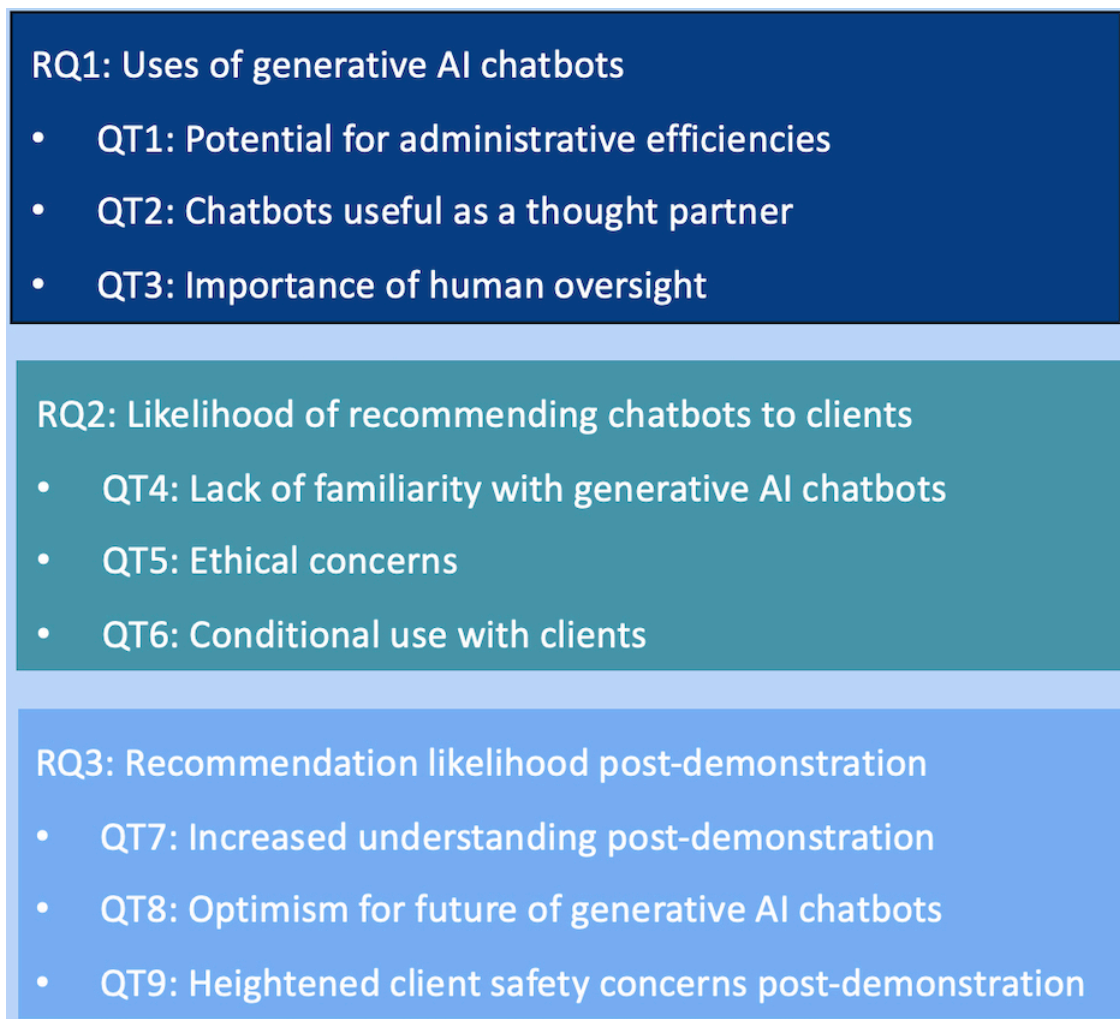 RQ1: Uses of generative AI chatbots
• QT1: Potential for administrative efficiencies
• QT2: Chatbots useful as a thought partner
• QT3: Importance of human oversight
RQ2: Likelihood of recommending chatbots to clients
• QT4: Lack of familiarity with generative AI chatbots
• QT5: Ethical concerns
• QT6: Conditional use with clients
RQ3: Recommendation likelihood post-demonstration
• QT7: Increased understanding post-demonstration
• QT8: Optimism for future of generative AI chatbots
• QT9: Heightened client safety concerns post-demonstration